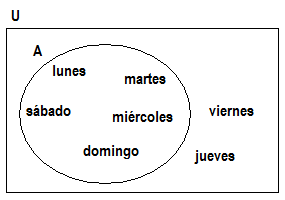 U
A
lunes
martes
sábado
miércoles
viernes
domingo
jueves